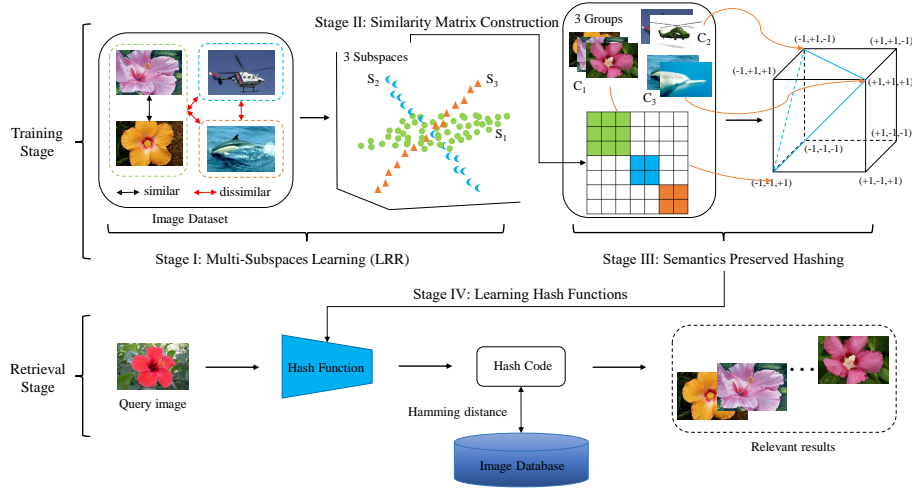 Stage II: Similarity Matrix Construction
3 Groups
C2
C1
C3
3 Subspaces
S2
S3
S1
(-1,+1,-1)
(+1,+1,-1)
(-1,+1,+1)
(+1,+1,+1)
(+1,-1,-1)
(-1,-1,-1)
(-1,-1,+1)
(+1,-1,+1)
Training
Stage
similar
dissimilar
Image Dataset
Stage I: Multi-Subspaces Learning (LRR)
Stage III: Semantics Preserved Hashing
Stage IV: Learning Hash Functions
Retrieval
Stage
Query image
Hash Function
Hash Code
Hamming distance
Image Database
Relevant results